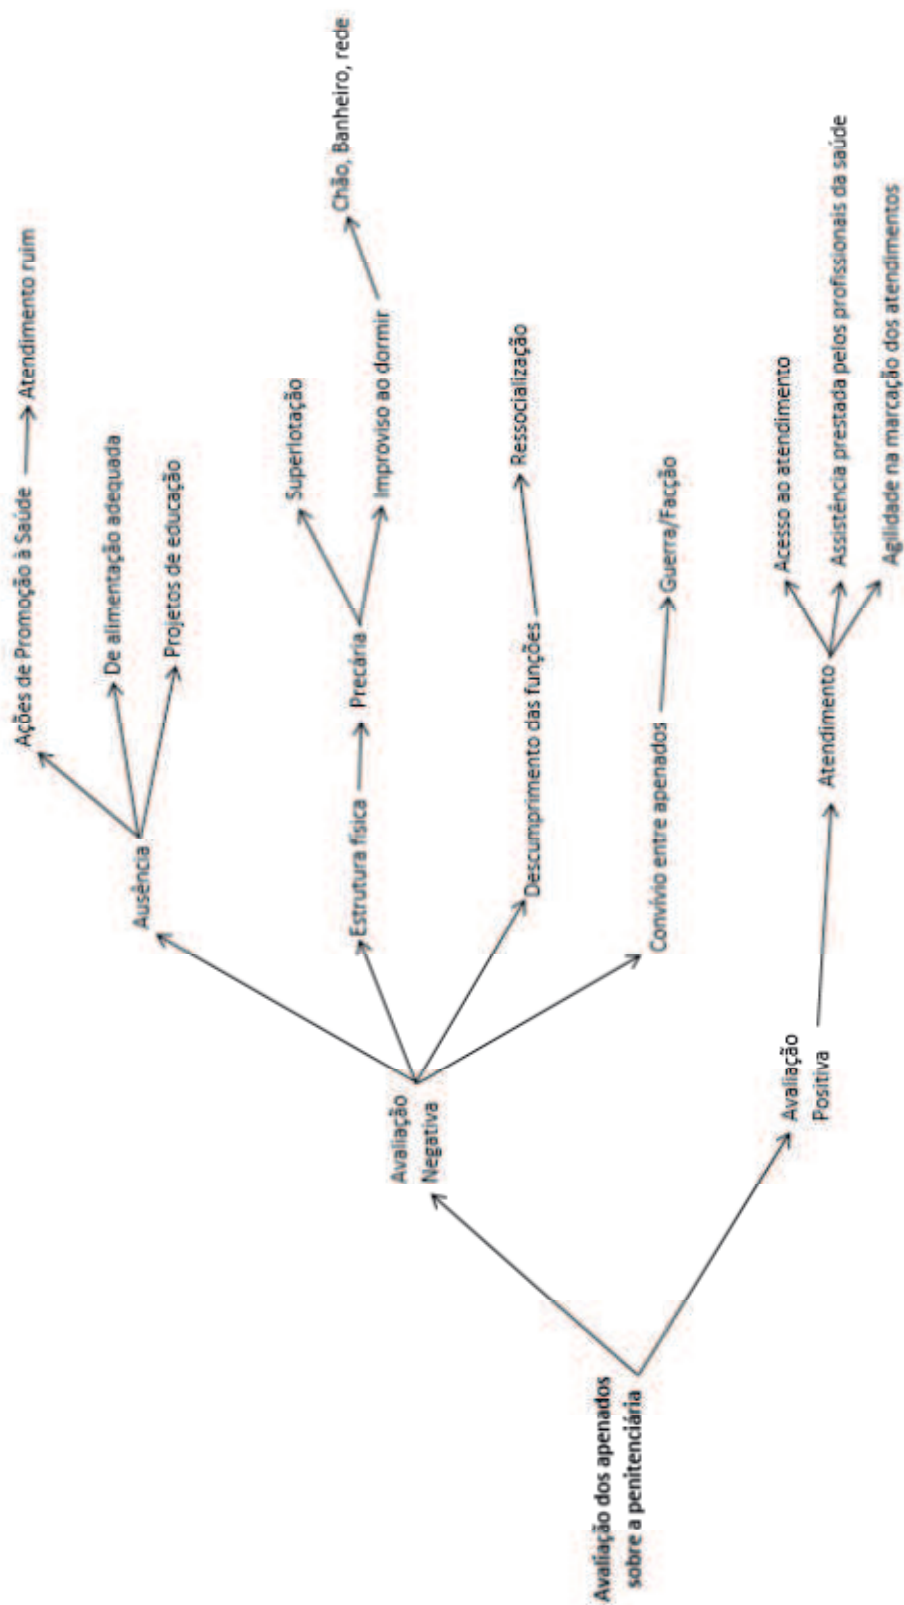 Avaliação dos apenados
sobre a penitenciária
Avaliação
Negativa
Ausência
Ações de Promoção à Saúde
Atendimento ruim
De alimentação adequada
Projetos de educação
Estrutura física
Precária
Superlotação
Improviso ao dormir
Chão, Banheiro, rede
Descumprimento das funções
Ressocialização
Convívio entre apenados
Guerra/Facção
Avaliação
Positiva
Atendimento
Acesso ao atendimento
Assistência prestada pelos profissionais da saúde
Agilidade na marcação dos atendimentos